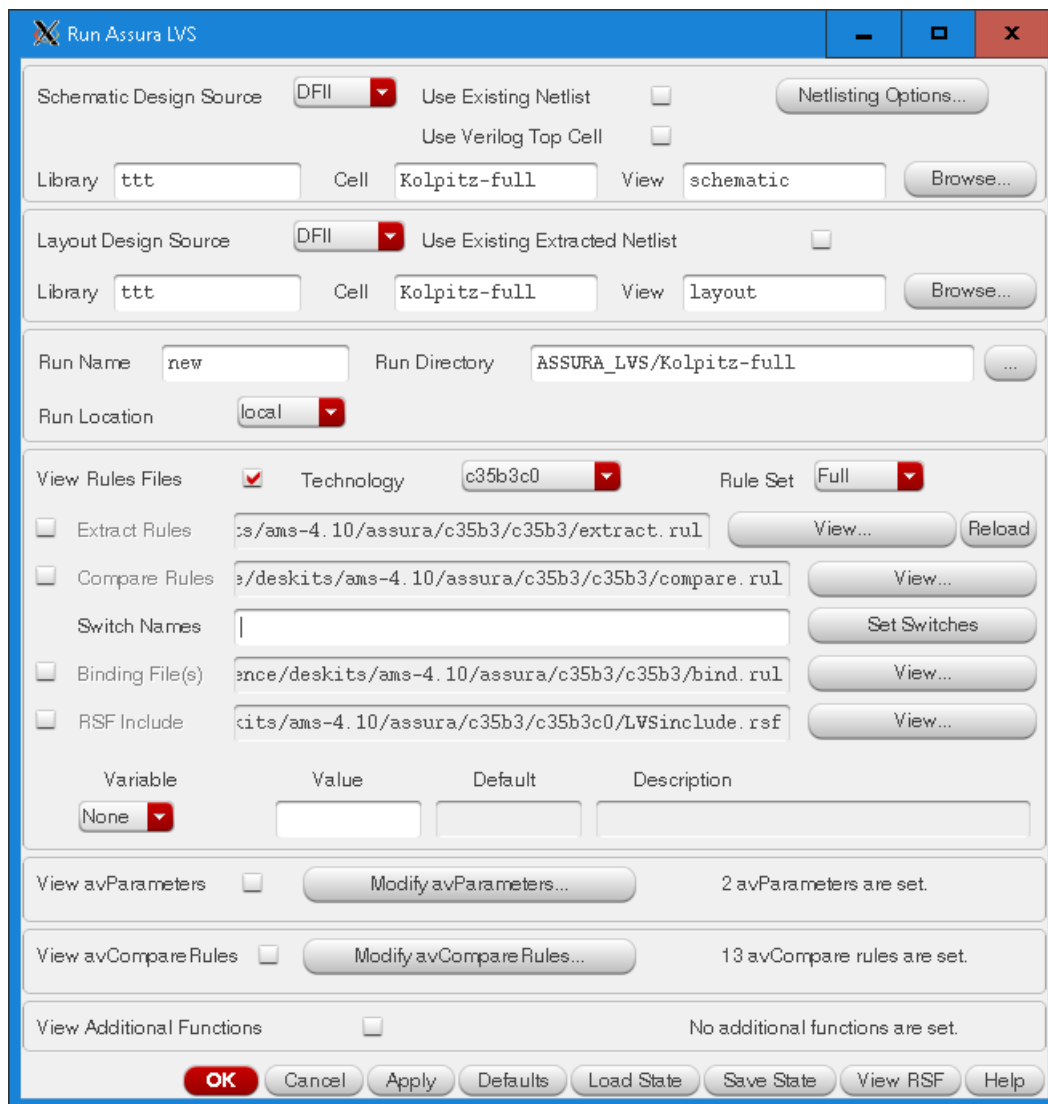 Run Assura LVS
Schematic Design Source DFII Use Existing Netlist Netlisting Options...
Use Verilog Top Cell
Library ttt Cell Kolpitz-full View schematic Browse...
Layout Design Source DFII Use Existing Extracted Netlist
Library ttt Cell Kolpitz-full View layout Browse...
Run Name new Run Directory ASSURA_LVS/Kolpitz-full ...
Run Location local
View Rules Files Technology c35b3c0 Rule Set Full
Extract Rules :s/ams-4.10/assura/c35b3/c35b3/extract.rul View... Reload
Compare Rules e/deskits/ams-4.10/assura/c35b3/c35b3/compare.rul View...
Switch Names Set Switches
Binding File(s) ence/deskits/ams-4.10/assura/c35b3/c35b3/bind.rul View...
RSF Include kits/ams-4.10/assura/c35b3/c35b3c0/LVSinclude.rsf View...
Variable Value Default Description
None
View avParameters Modify avParameters... 2 avParameters are set.
View avCompareRules Modify avCompareRules... 13 avCompare rules are set.
View Additional Functions No additional functions are set.
OK Cancel Apply Defaults Load State Save State View RSF Help